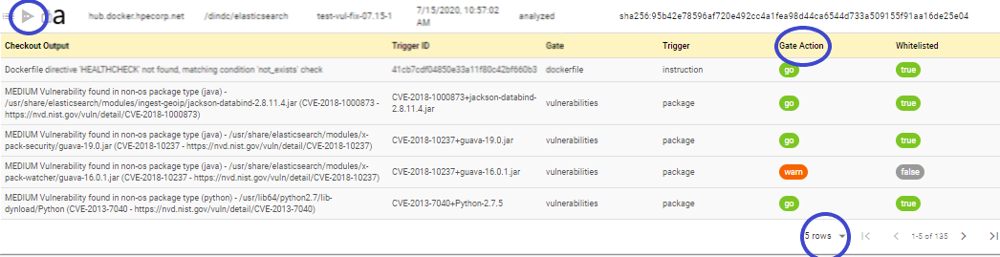 a hub.docker.hpecorp.net /dindc/elasticsearch test-vul-fix-07.15-1 7/15/2020, 10:57:02 AM analyzed sha256:95b42e78596af720e492cc4a1fea98d44ca6544d733a509155f91aa16de25e04
Checkout Output Trigger ID Gate Trigger Gate Action Whitelisted
Dockerfile directive 'HEALTHCHECK' not found, matching condition 'not_exists' check 41cb7cdf04850e33a11f80c42bf660b3 dockerfile instruction go true
MEDIUM Vulnerability found in non-os package type (java) -
/usr/share/elasticsearch/modules/ingest-geoip/jackson-databind-2.8.11.4.jar (CVE-2018-1000873 -
https://nvd.nist.gov/vuln/detail/CVE-2018-1000873)
CVE-2018-1000873+jackson-databind-
2.8.11.4.jar
vulnerabilities package go true
MEDIUM Vulnerability found in non-os package type (java) - /usr/share/elasticsearch/modules/x-
pack-security/guava-19.0.jar (CVE-2018-10237 - https://nvd.nist.gov/vuln/detail/CVE-2018-10237)
CVE-2018-10237+guava-19.0.jar vulnerabilities package go true
MEDIUM Vulnerability found in non-os package type (java) - /usr/share/elasticsearch/modules/x-
pack-watcher/guava-16.0.1.jar (CVE-2018-10237 - https://nvd.nist.gov/vuln/detail/CVE-2018-10237)
CVE-2018-10237+guava-16.0.1.jar vulnerabilities package warn false
MEDIUM Vulnerability found in non-os package type (python) - /usr/lib64/python2.7/lib-
dynload/Python (CVE-2013-7040 - https://nvd.nist.gov/vuln/detail/CVE-2013-7040)
CVE-2013-7040+Python-2.7.5 vulnerabilities package go true
5 rows 1-5 of 135